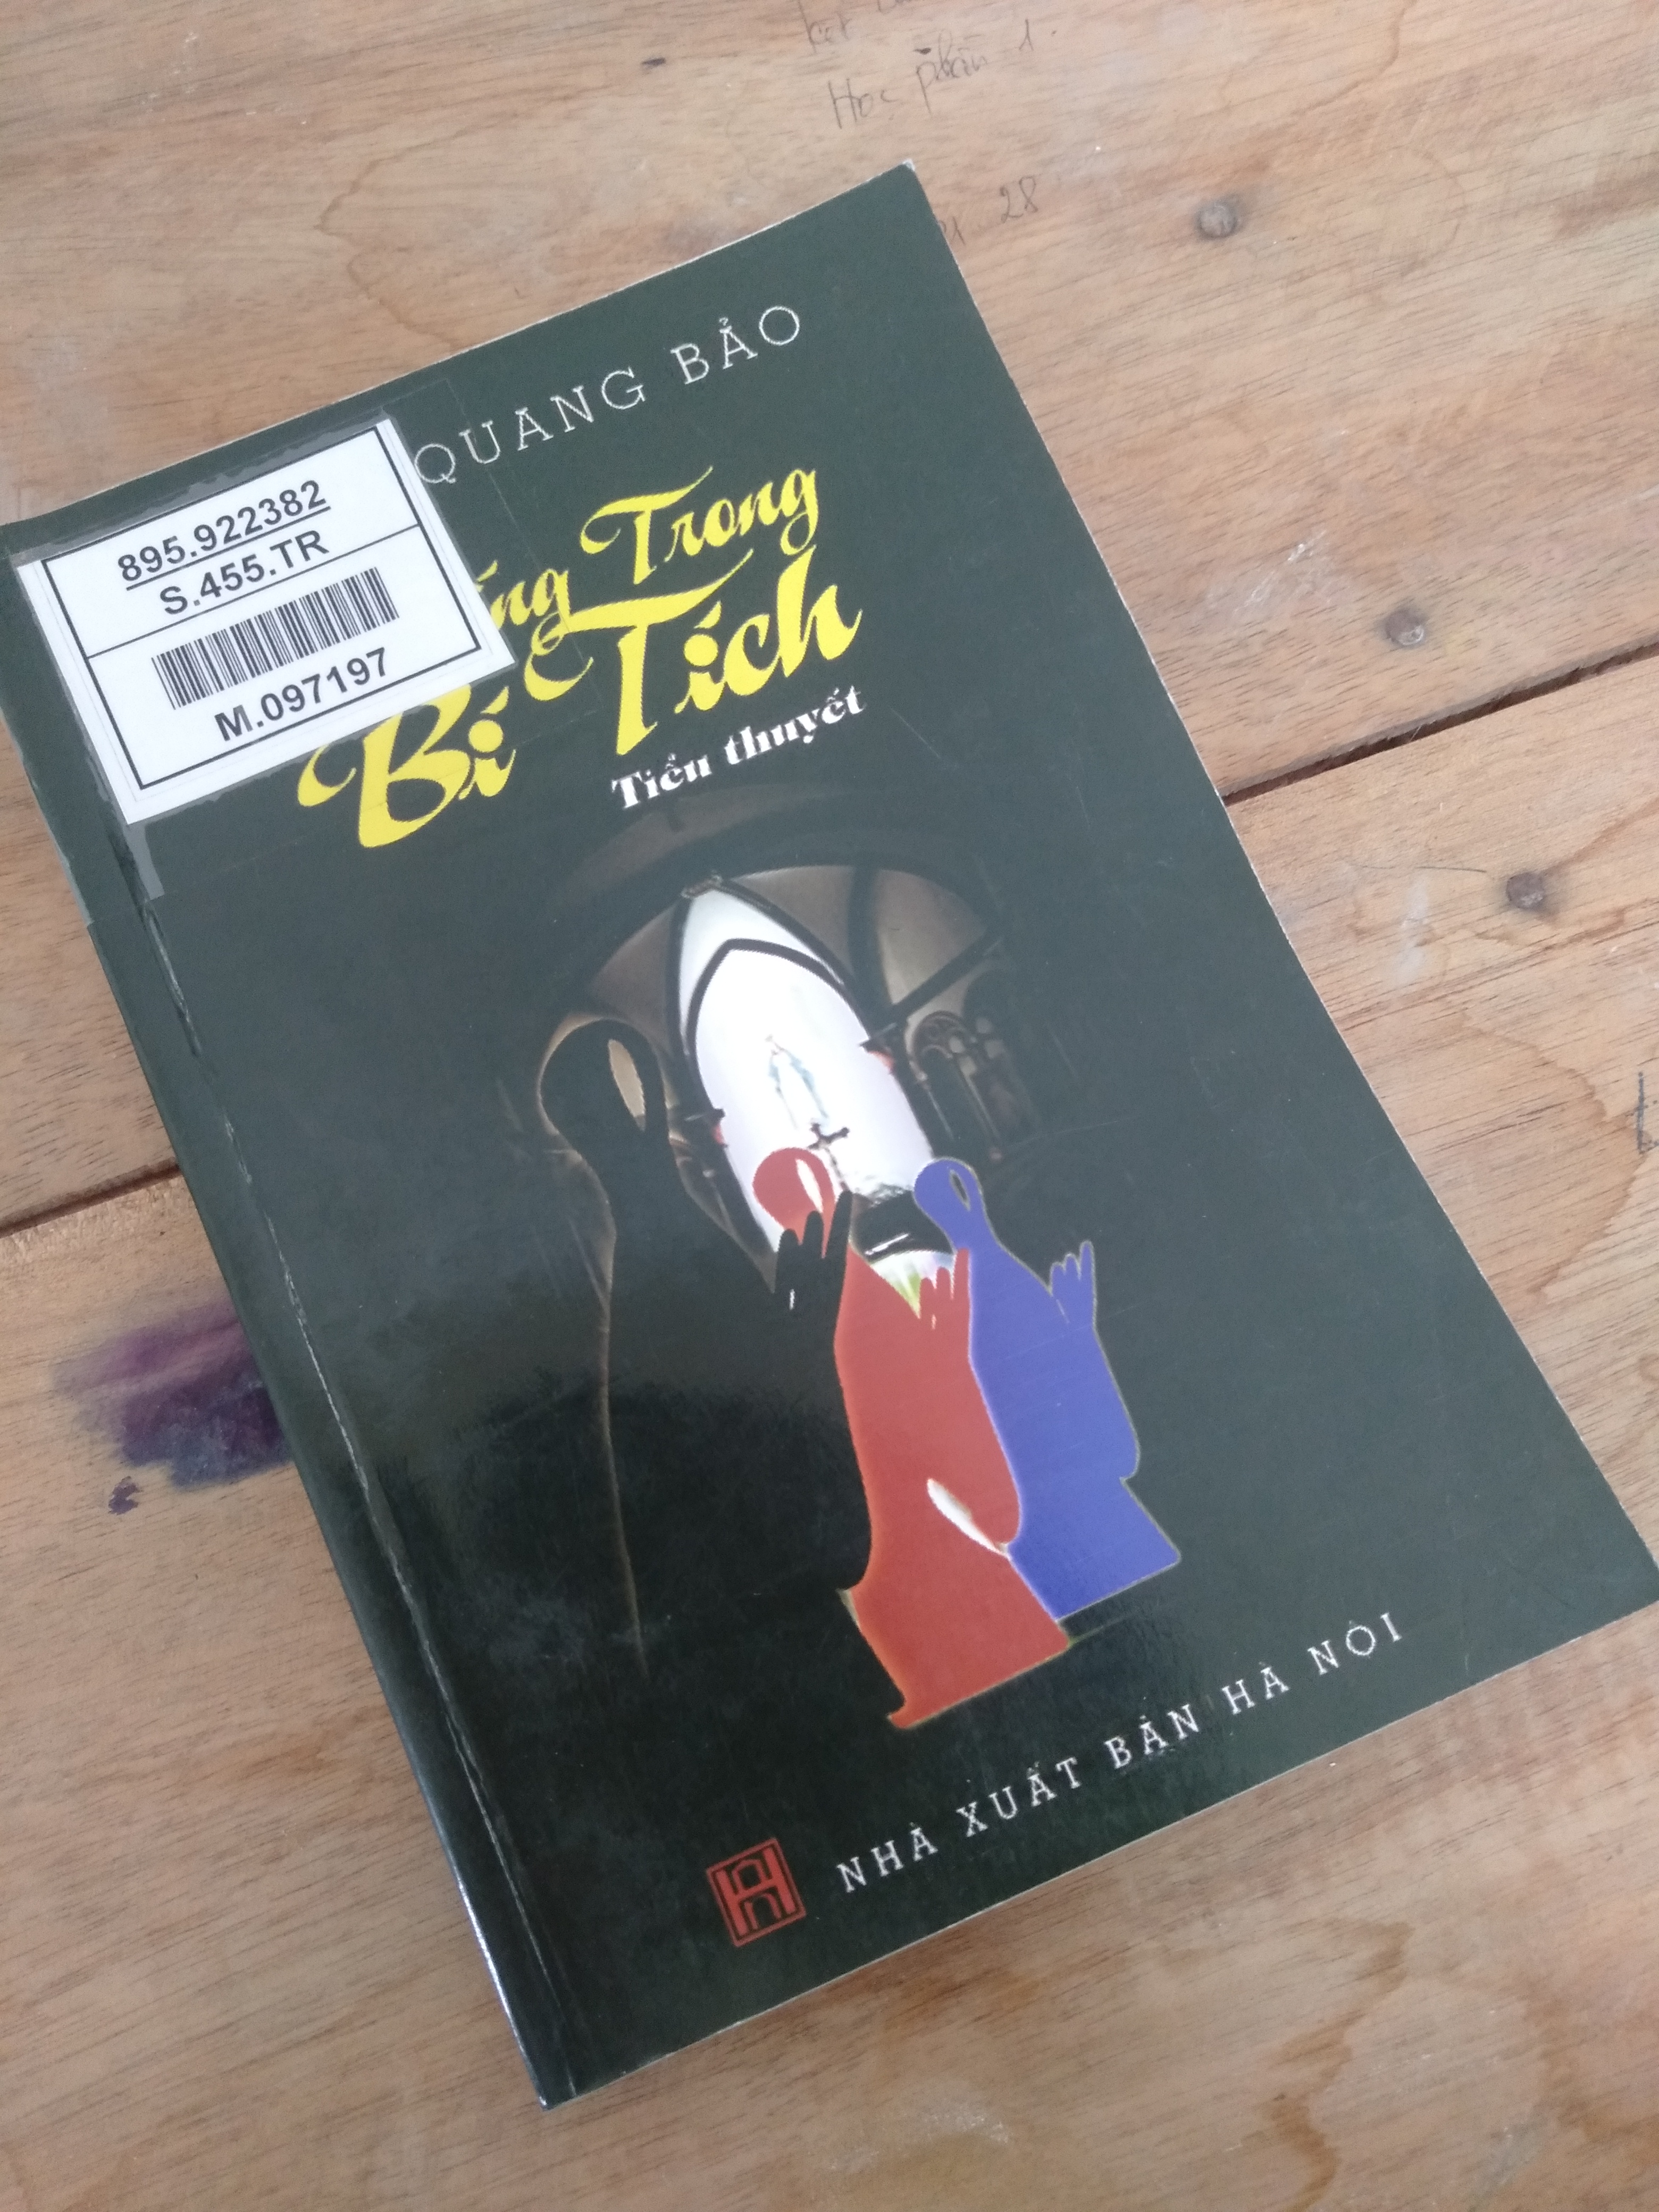 Học phần 1.
28
QUANG BẢO
895.922382
S.455.TR
M.097197
Trong
Bí Tích
Tiểu thuyết
NHÀ XUẤT BẢN HÀ NỘI